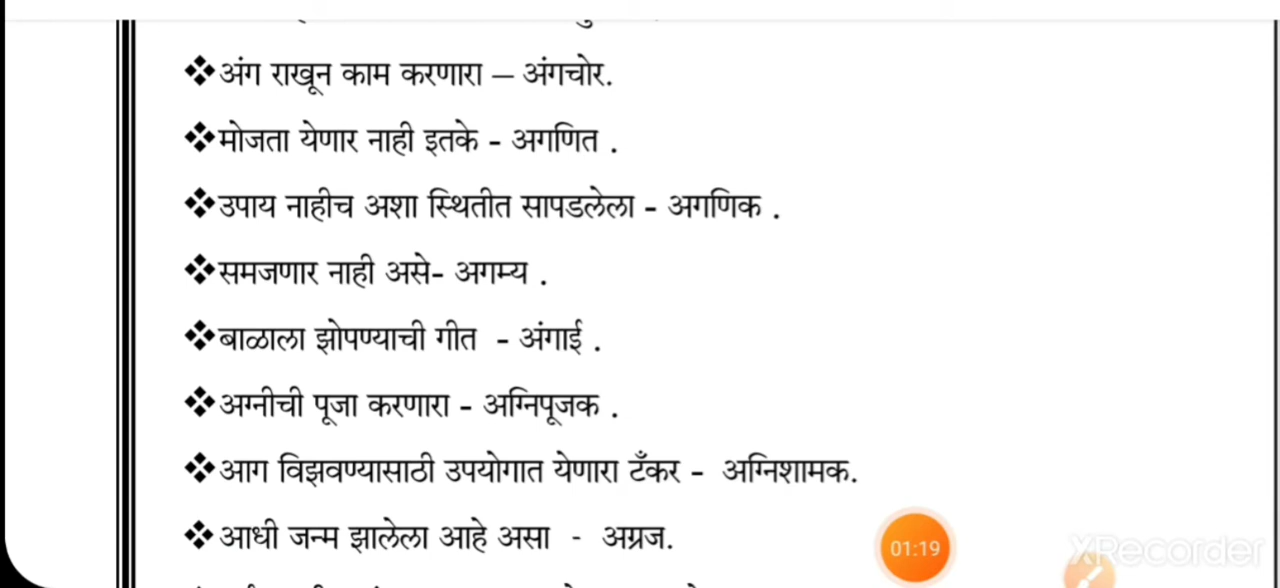 ❖अंग राखून काम करणारा – अंगचोर.
❖मोजता येणार नाही इतके - अगणित .
❖उपाय नाहीच अशा स्थितीत सापडलेला - अगणिक .
❖समजणार नाही असे- अगम्य .
❖बाळाला झोपण्याची गीत - अंगाई .
❖अग्नीची पूजा करणारा - अग्निपूजक .
❖आग विझवण्यासाठी उपयोगात येणारा टँकर - अग्निशामक.
❖आधी जन्म झालेला आहे असा - अग्रज.
01:19
XRecorder